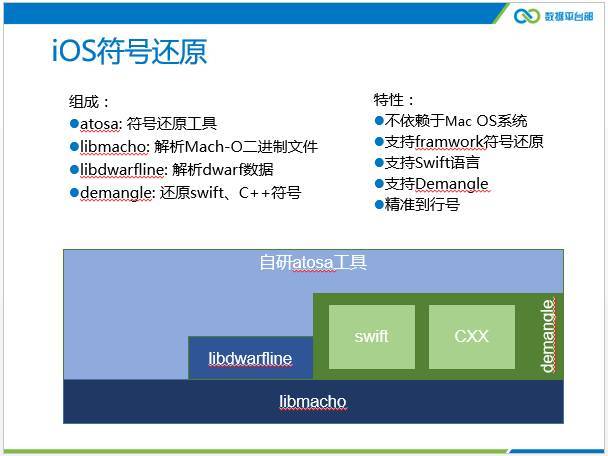 数据平台部
iOS符号还原
组成：
●atosa: 符号还原工具
●libmacho: 解析Mach-O二进制文件
●libdwarfline: 解析dwarf数据
●demangle: 还原swift、C++符号
特性：
●不依赖于Mac OS系统
●支持framwork符号还原
●支持Swift语言
●支持Demangle
●精准到行号
自研atosa工具
swift
CXX
demangle
libdwarfline
libmacho